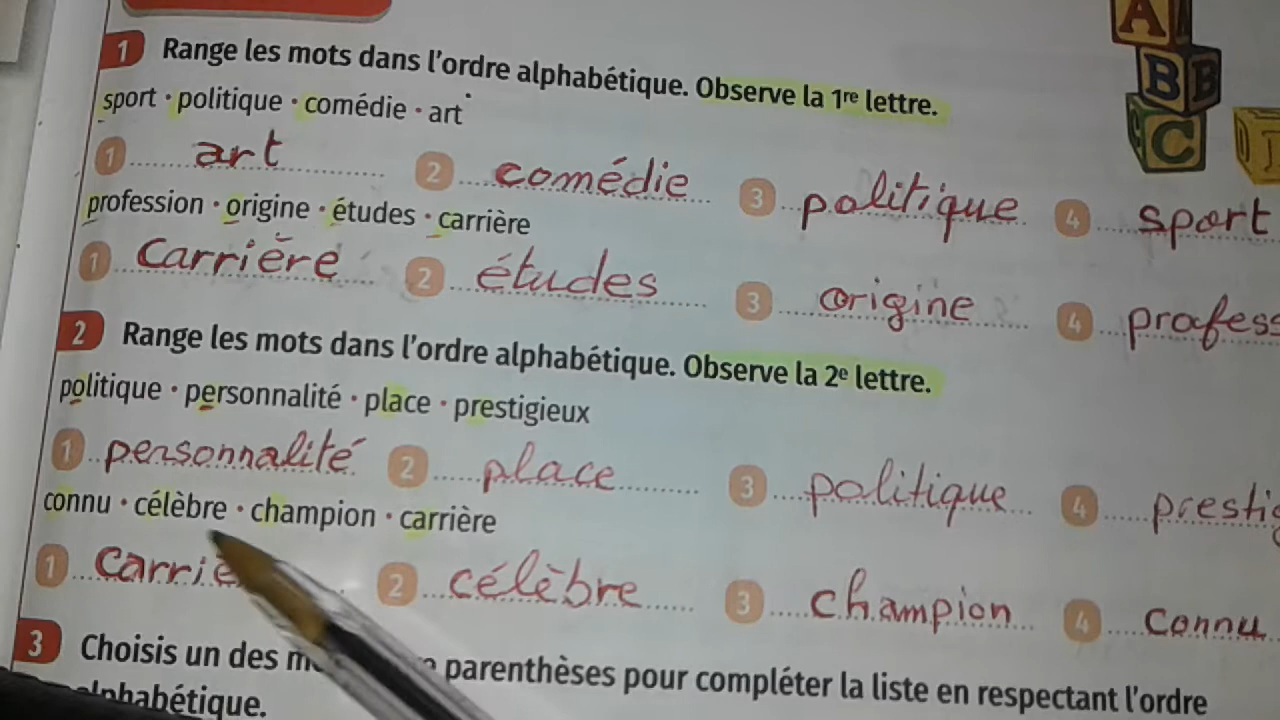 A
B B
C
1 Range les mots dans l'ordre alphabétique. Observe la 1re lettre.
sport · politique · comédie · art
1 art 2 comédie 3 politique 4 sport
profession · origine · études · carrière
1 Carrière 2 études 3 origine 4 profess
2 Range les mots dans l'ordre alphabétique. Observe la 2e lettre.
politique · personnalité · place · prestigieux
1 personnalité 2 place 3 politique 4 prestig
connu · célèbre · champion · carrière
1 carriè 2 célèbre 3 champion 4 connu
3 Choisis un des m parenthèses pour compléter la liste en respectant l'ordre
alphabétique.